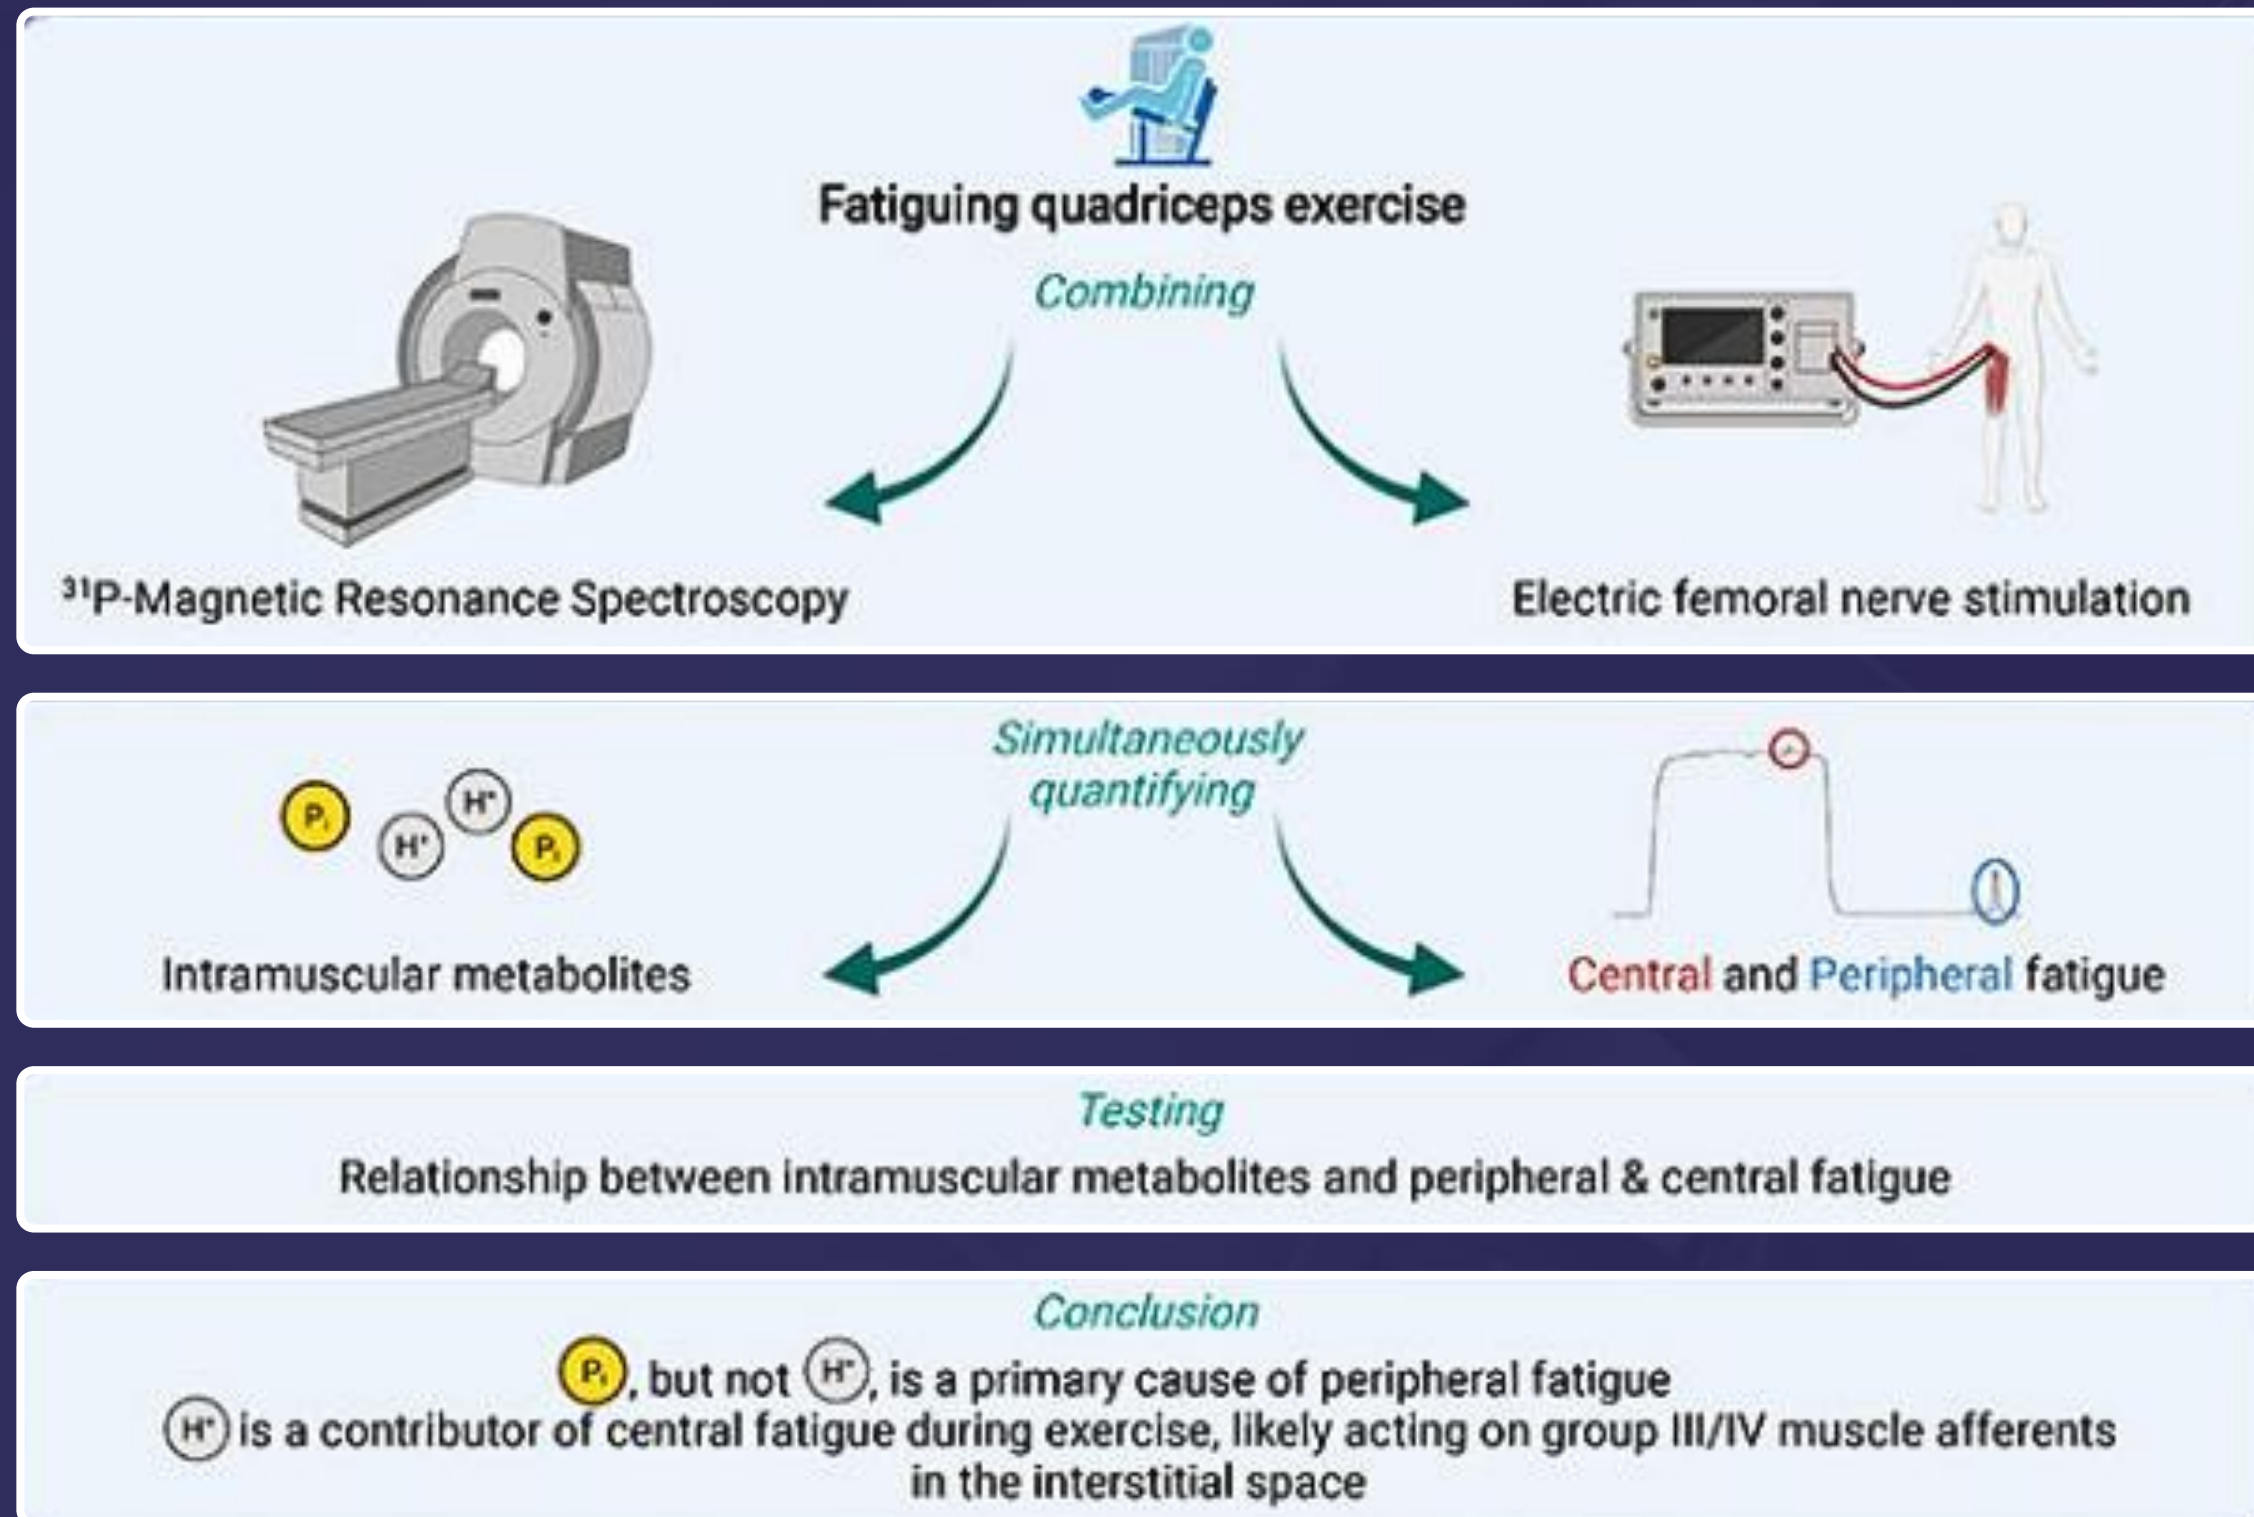 Fatiguing quadriceps exercise
Combining
³¹P-Magnetic Resonance Spectroscopy
Electric femoral nerve stimulation
Simultaneously
quantifying
Pᵢ H⁺ H⁺ Pᵢ
Intramuscular metabolites
Central and Peripheral fatigue
Testing
Relationship between intramuscular metabolites and peripheral & central fatigue
Conclusion
Pᵢ, but not H⁺, is a primary cause of peripheral fatigue
H⁺ is a contributor of central fatigue during exercise, likely acting on group III/IV muscle afferents
in the interstitial space